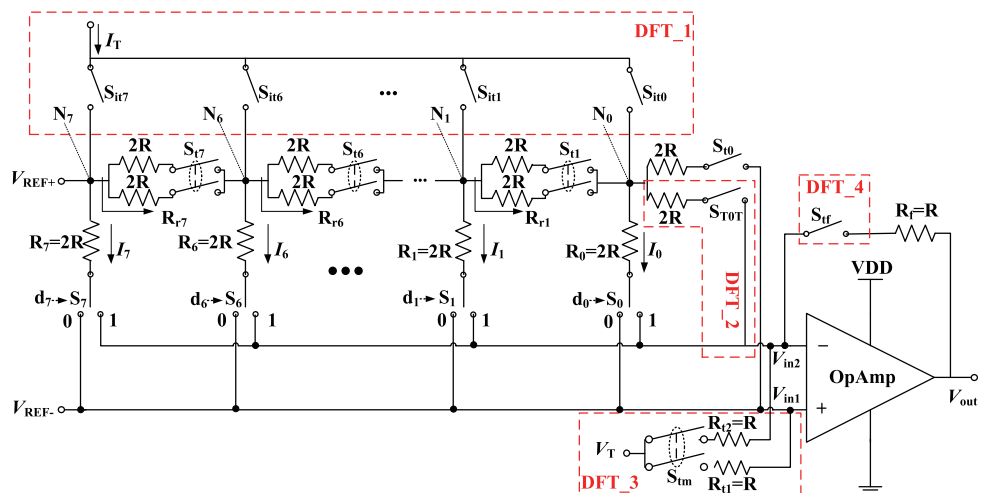 DFT_1
I_T
S_it7 S_it6 ••• S_it1 S_it0
N_7 N_6 N_1 N_0
2R S_t7 2R S_t6 2R S_t1 2R S_t0
V_REF+ 2R 2R ... 2R 2R S_T0T
R_r7 R_r6 R_r1
DFT_4
S_tf R_f=R
R_7=2R I_7 R_6=2R I_6 R_1=2R I_1 R_0=2R I_0
••• DFT_2
VDD
d_7 S_7 d_6 S_6 d_1 S_1 d_0 S_0
0 1 0 1 0 1 0 1
V_in2 −
OpAmp
V_in1 +
V_out
V_REF-
R_t2=R
V_T
S_tm
R_t1=R
DFT_3